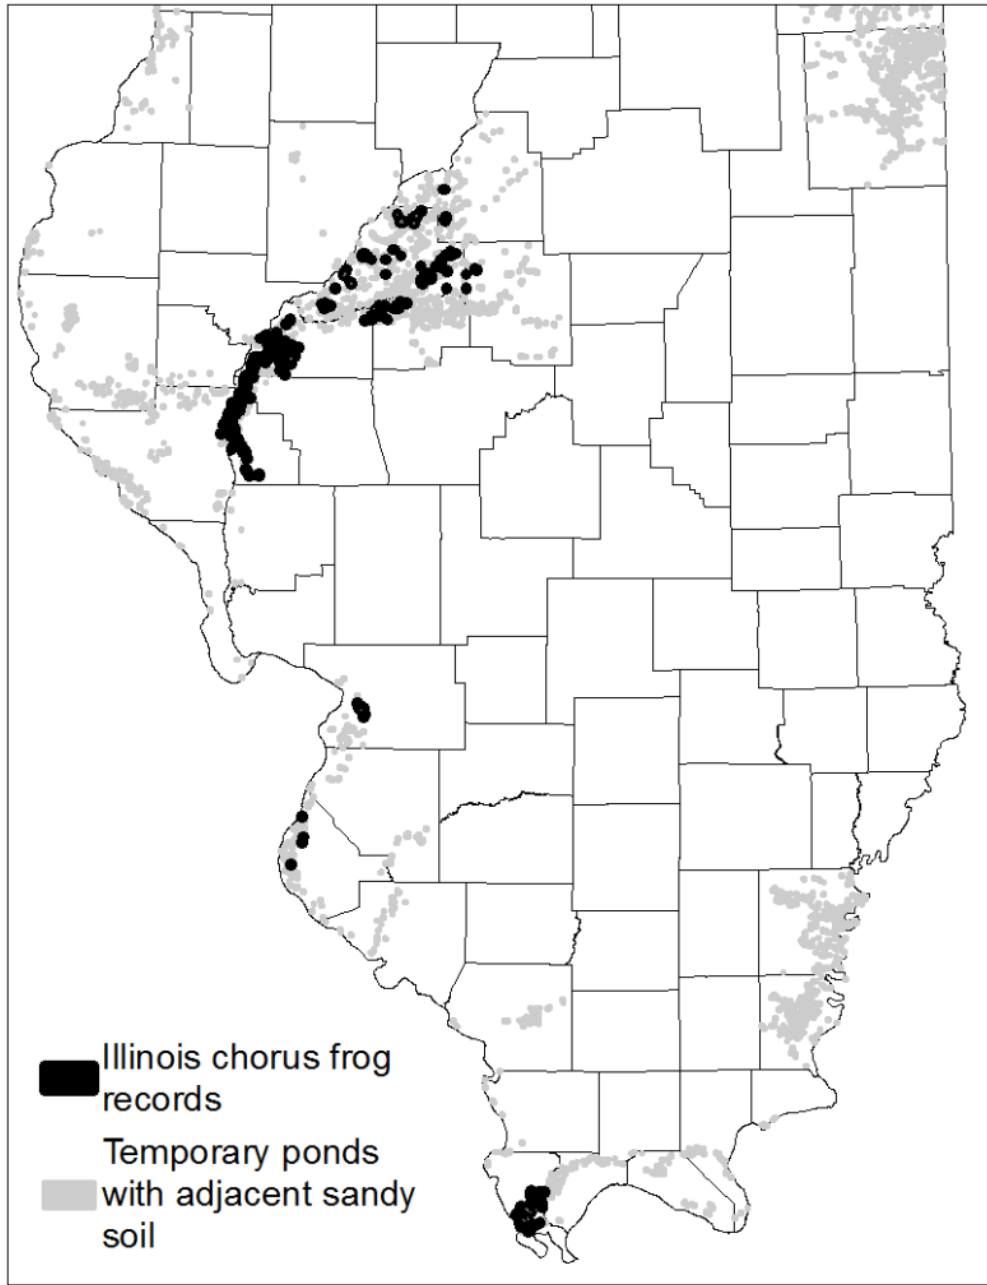 Illinois chorus frog
records
Temporary ponds
with adjacent sandy
soil